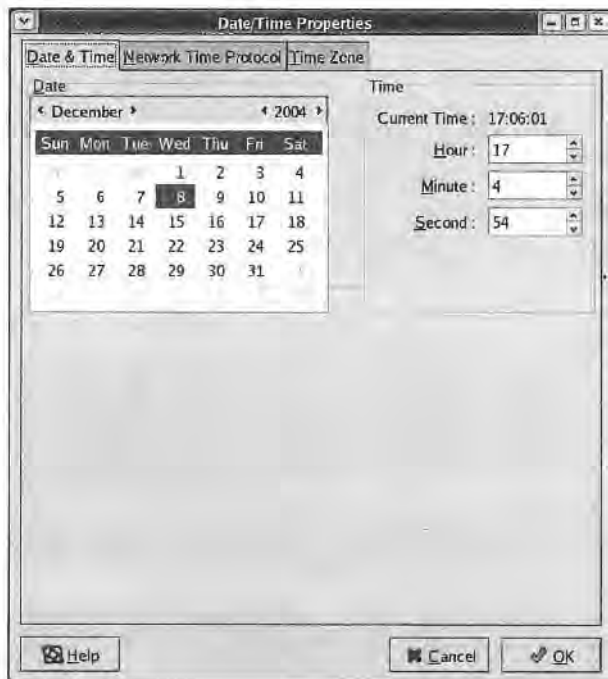 Date/Time Properties
Date & Time Network Time Protocol Time Zone
Date
December 2004
Sun Mon Tue Wed Thu Fri Sat
1 2 3 4
5 6 7 8 9 10 11
12 13 14 15 16 17 18
19 20 21 22 23 24 25
26 27 28 29 30 31
Time
Current Time : 17:06:01
Hour : 17
Minute : 4
Second : 54
Help Cancel OK